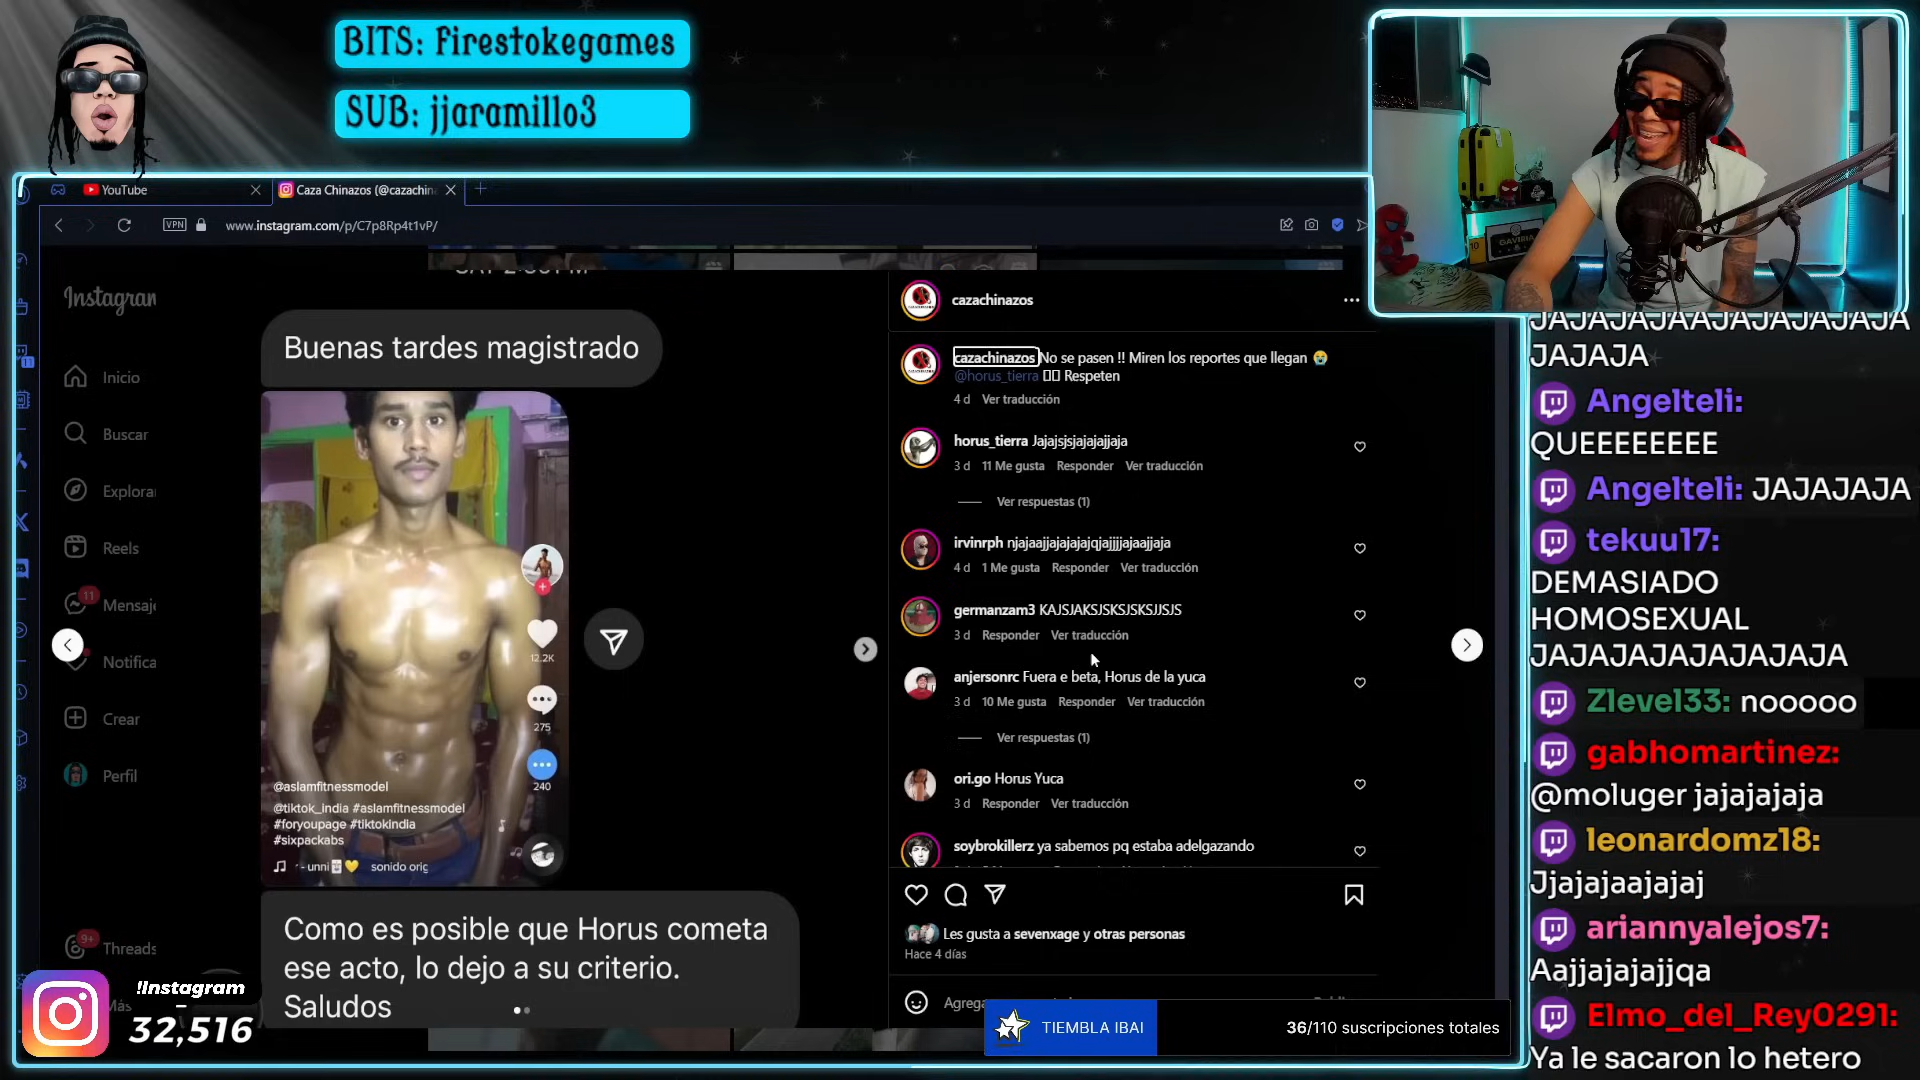 BITS: firestokegames
SUB: jjaramillo3
YouTube
Caza Chinazos (@cazachin
VPN
www.instagram.com/p/C7p8Rp4t1vP/
Instagram
Inicio
Buscar
Explorar
Reels
11
Mensaje
Notifica
Crear
Perfil
9+
Threads
Más
!Instagram
32,516
Buenas tardes magistrado
12.2K
275
240
@aslamfitnessmodel
@tiktok_india #aslamfitnessmodel
#foryoupage #tiktokindia
#sixpackabs
- unni
sonido orig
Como es posible que Horus cometa
ese acto, lo dejo a su criterio.
Saludos
cazachinazos
cazachinazos No se pasen !! Miren los reportes que llegan 😭
@horus_tierra Respeten
4 d Ver traducción
horus_tierra Jajajsjsjajajajjaja
3 d 11 Me gusta Responder Ver traducción
Ver respuestas (1)
irvinrph njajaajjajajajajqjajjjjajaajjaja
4 d 1 Me gusta Responder Ver traducción
germanzam3 KAJSJAKSJSKSJSKSJJSJS
3 d Responder Ver traducción
anjersonrc Fuera e beta, Horus de la yuca
3 d 10 Me gusta Responder Ver traducción
Ver respuestas (1)
ori.go Horus Yuca
3 d Responder Ver traducción
soybrokillerz ya sabemos pq estaba adelgazando
Les gusta a sevenxage y otras personas
Hace 4 días
TIEMBLA IBAI
36/110 suscripciones totales
GAVIRIA
JAJAJAJAAJAJAJAJAJA
JAJAJA
Angelteli:
QUEEEEEEEE
Angelteli: JAJAJAJA
tekuu17:
DEMASIADO
HOMOSEXUAL
JAJAJAJAJAJAJAJA
Zlevel33: nooooo
gabhomartinez:
@moluger jajajajaja
leonardomz18:
Jjajajaajajaj
ariannyalejos7:
Aajjajajajjqa
Elmo_del_Rey0291:
Ya le sacaron lo hetero